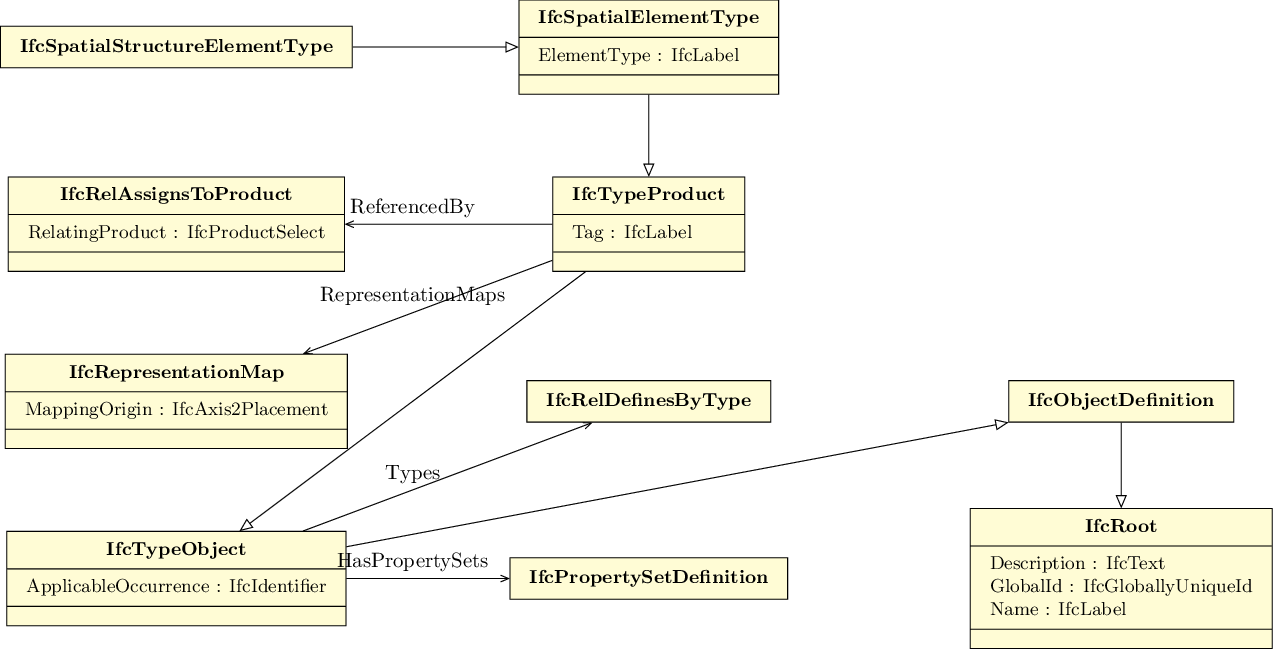 IfcSpatialStructureElementType
IfcSpatialElementType
ElementType : IfcLabel
IfcRelAssignsToProduct
RelatingProduct : IfcProductSelect
ReferencedBy
IfcTypeProduct
Tag : IfcLabel
RepresentationMaps
IfcRepresentationMap
MappingOrigin : IfcAxis2Placement
IfcRelDefinesByType
IfcObjectDefinition
Types
IfcTypeObject
ApplicableOccurrence : IfcIdentifier
HasPropertySets
IfcPropertySetDefinition
IfcRoot
Description : IfcText
GlobalId : IfcGloballyUniqueId
Name : IfcLabel